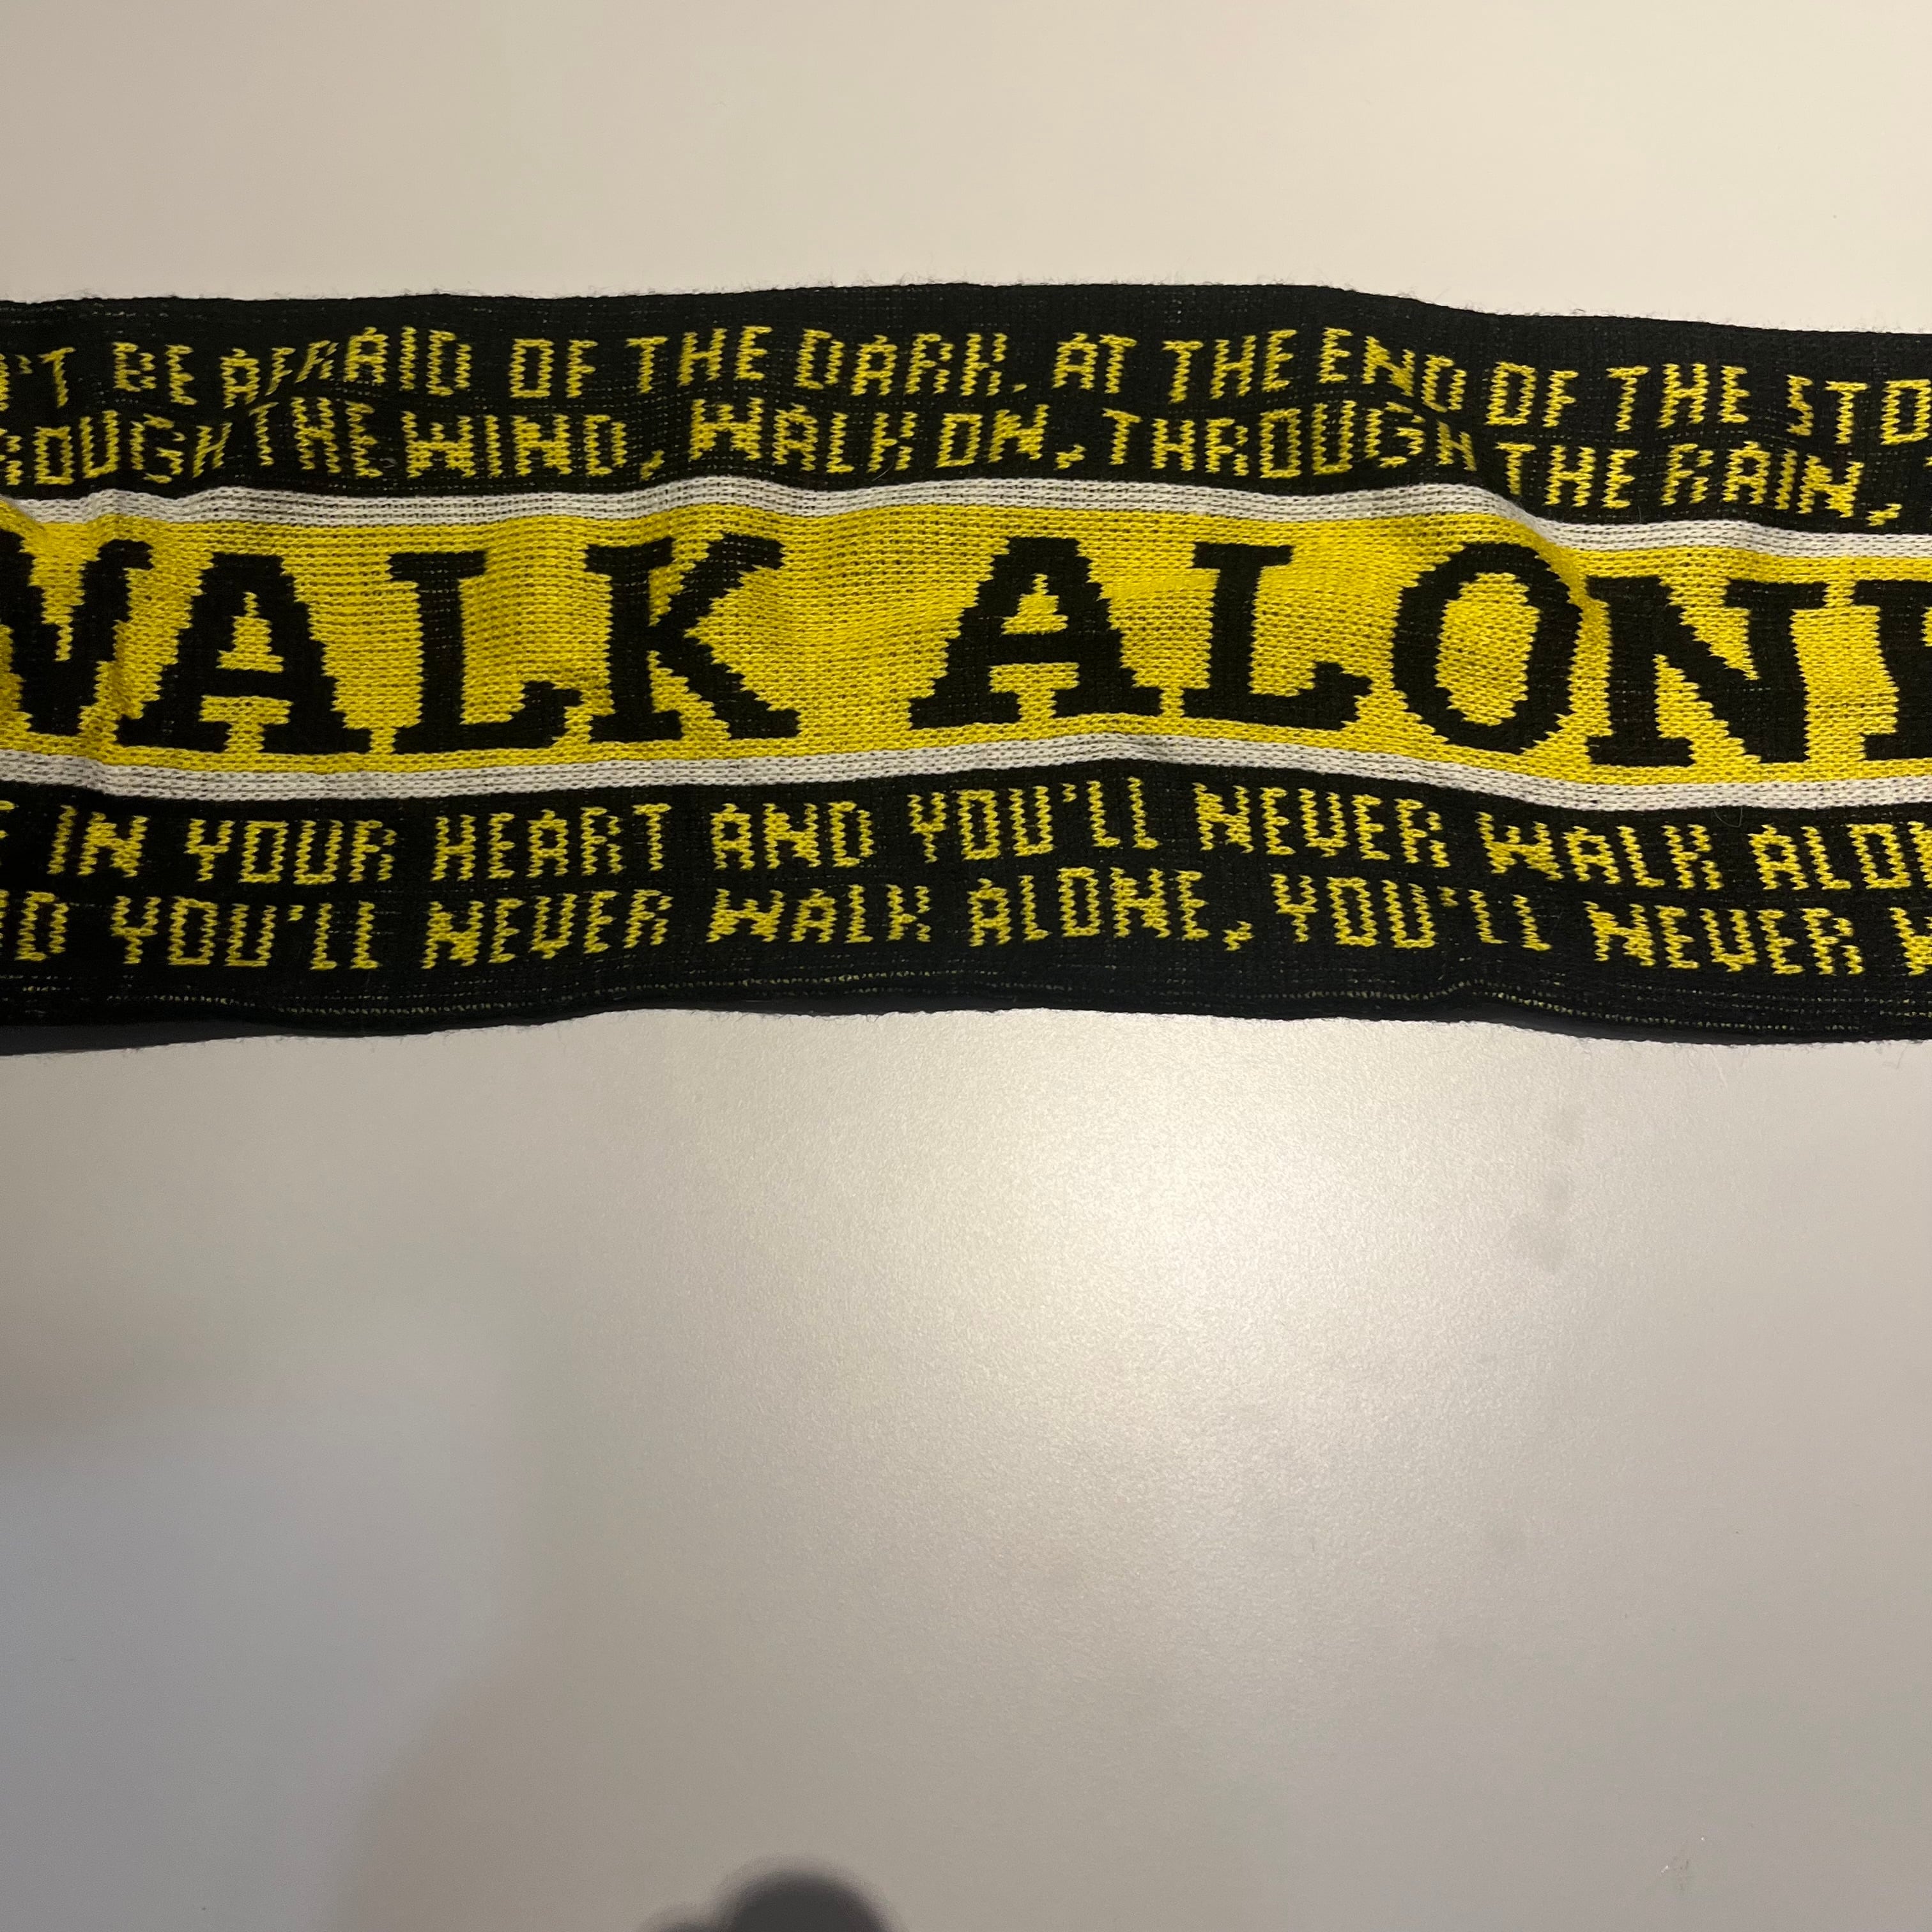 'T BE AFRAID OF THE DARK. AT THE END OF THE STO
ROUGH THE WIND, WALK ON, THROUGH THE RAIN,
WALK ALONE
IN YOUR HEART AND YOU'LL NEVER WALK ALON
D YOU'LL NEVER WALK ALONE, YOU'LL NEVER W